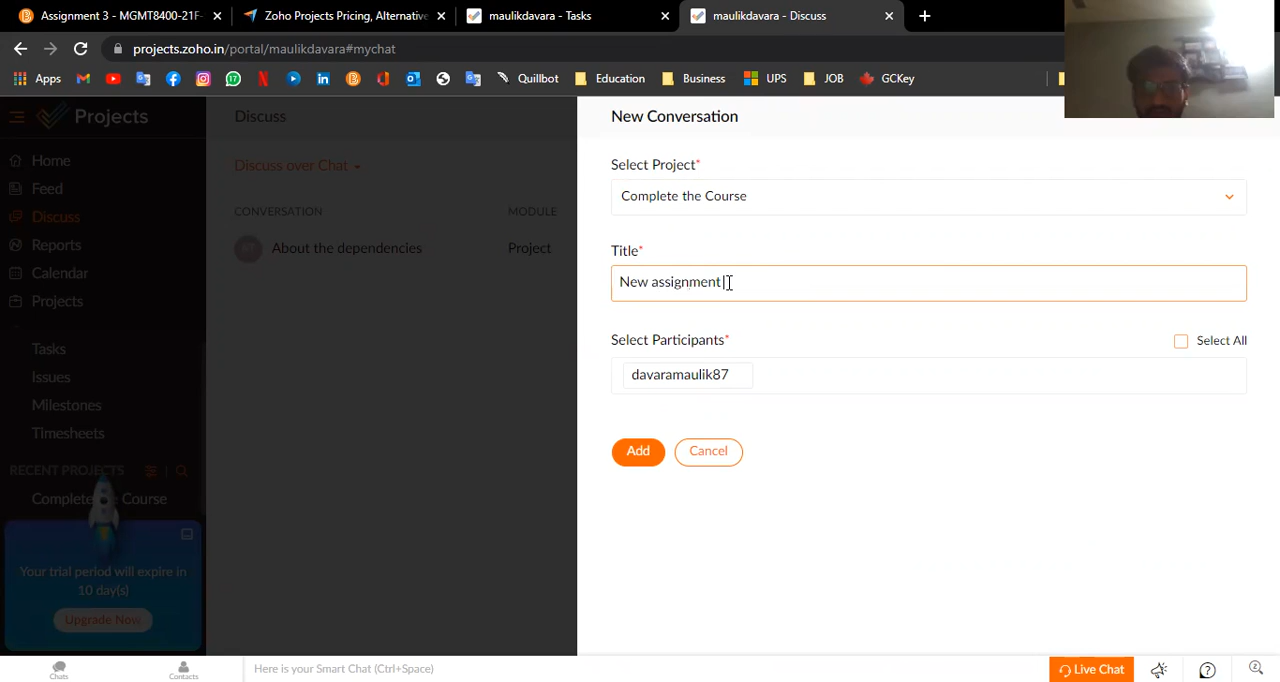 Assignment 3 - MGMT8400-21F-
Zoho Projects Pricing, Alternative
maulikdavara - Tasks
maulikdavara - Discuss
projects.zoho.in/portal/maulikdavara#mychat
Apps
Quillbot
Education
Business
UPS
JOB
GCKey
Projects
Home
Feed
Discuss
Reports
Calendar
Projects
Tasks
Issues
Milestones
Timesheets
RECENT PROJECTS
Complete the Course
Your trial period will expire in
10 day(s)
Upgrade Now
Discuss
Discuss over Chat
CONVERSATION MODULE
About the dependencies Project
New Conversation
Select Project*
Complete the Course
Title*
New assignment
Select Participants*
Select All
davaramaulik87
Add
Cancel
Chats
Contacts
Here is your Smart Chat (Ctrl+Space)
Live Chat